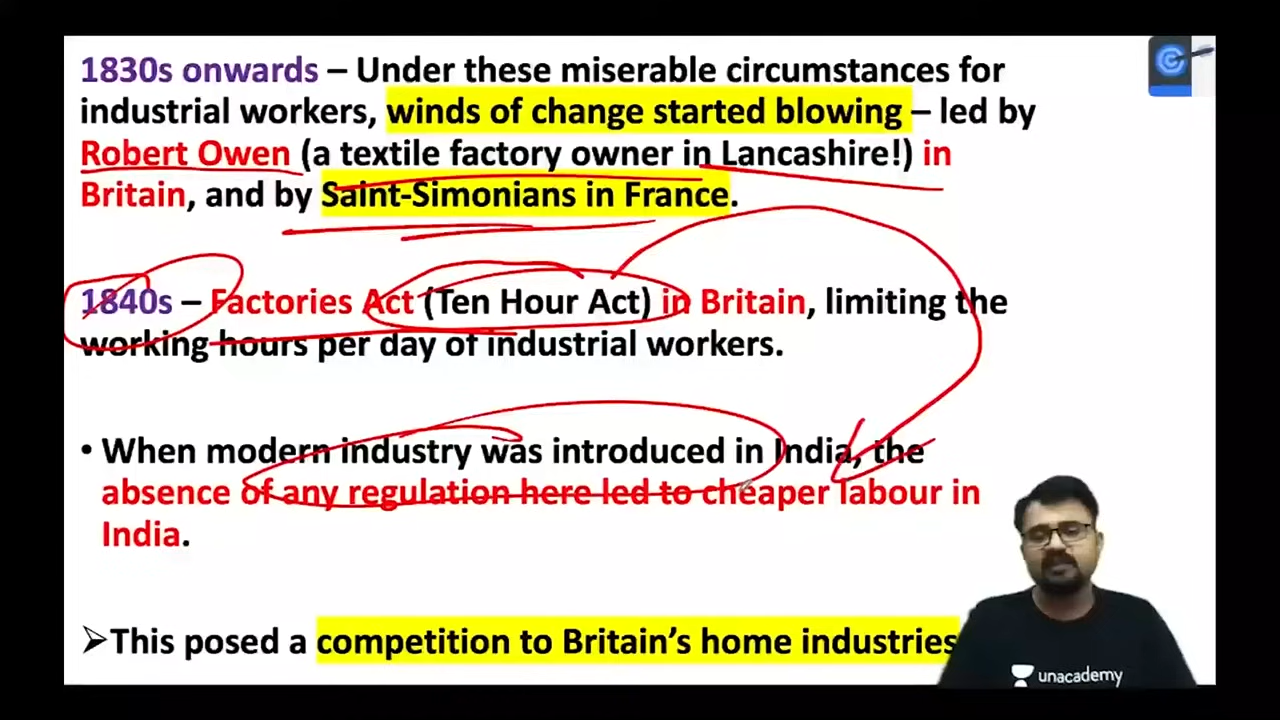 1830s onwards – Under these miserable circumstances for
industrial workers, winds of change started blowing – led by
Robert Owen (a textile factory owner in Lancashire!) in
Britain, and by Saint-Simonians in France.
1840s – Factories Act (Ten Hour Act) in Britain, limiting the
working hours per day of industrial workers.
• When modern industry was introduced in India, the
absence of any regulation here led to cheaper labour in
India.
➢This posed a competition to Britain's home industries
unacademy